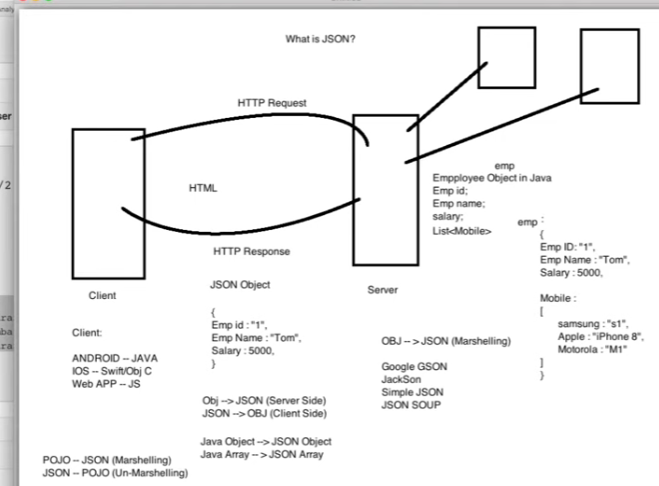 What is JSON?
HTTP Request
HTML
HTTP Response
Client
Server
emp
Empployee Object in Java
Emp id;
Emp name;
salary;
List<Mobile>
emp :
{
Emp ID: "1",
Emp Name : "Tom",
Salary : 5000,
Mobile :
[
samsung : "s1",
Apple : "iPhone 8",
Motorola : "M1"
]
}
JSON Object
{
Emp id : "1",
Emp Name : "Tom",
Salary : 5000,
}
Client:
ANDROID -- JAVA
IOS -- Swift/Obj C
Web APP -- JS
OBJ --> JSON (Marshelling)
Google GSON
JackSon
Simple JSON
JSON SOUP
Obj --> JSON (Server Side)
JSON --> OBJ (Client Side)
Java Object --> JSON Object
Java Array --> JSON Array
POJO -- JSON (Marshelling)
JSON -- POJO (Un-Marshelling)